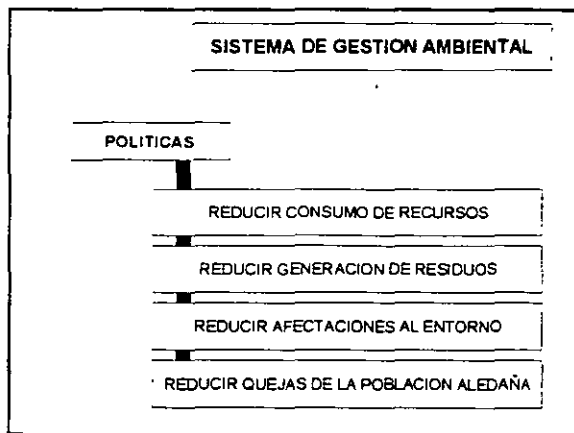 SISTEMA DE GESTION AMBIENTAL
POLITICAS
REDUCIR CONSUMO DE RECURSOS
REDUCIR GENERACION DE RESIDUOS
REDUCIR AFECTACIONES AL ENTORNO
REDUCIR QUEJAS DE LA POBLACION ALEDAÑA